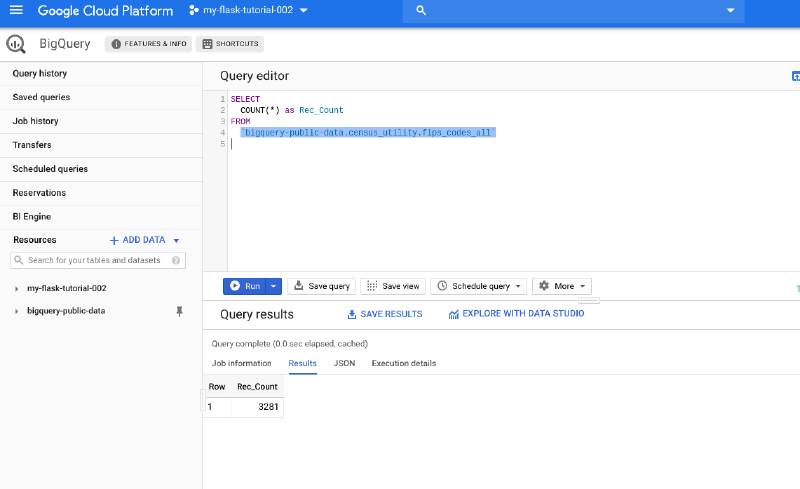 Google Cloud Platform my-flask-tutorial-002
BigQuery FEATURES & INFO SHORTCUTS
Query history
Saved queries
Job history
Transfers
Scheduled queries
Reservations
BI Engine
Resources ADD DATA
Search for your tables and datasets ?
my-flask-tutorial-002
bigquery-public-data
Query editor
1 SELECT
2 COUNT(*) as Rec_Count
3 FROM
4 `bigquery-public-data.census_utility.fips_codes_all`
5
Run Save query Save view Schedule query More
Query results SAVE RESULTS EXPLORE WITH DATA STUDIO
Query complete (0.0 sec elapsed, cached)
Job information Results JSON Execution details
Row Rec_Count
1 3281